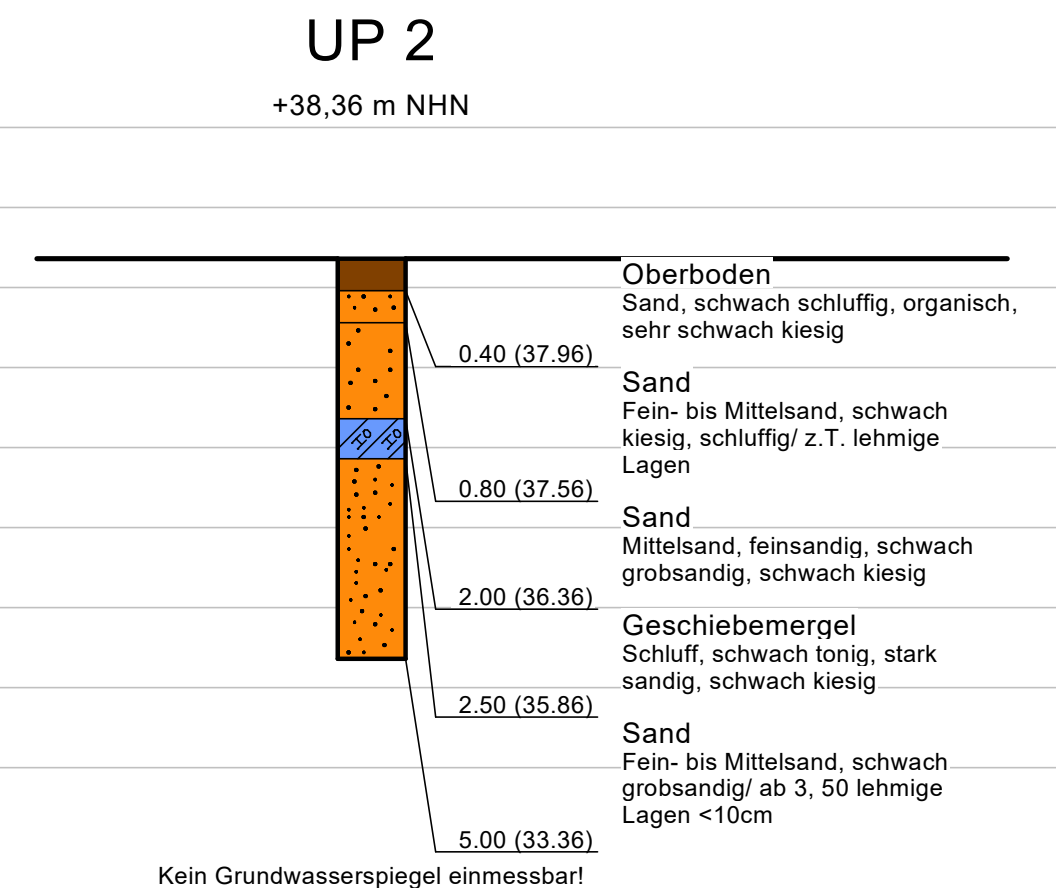 UP 2
+38,36 m NHN
Oberboden
Sand, schwach schluffig, organisch,
sehr schwach kiesig
0.40 (37.96)
Sand
Fein- bis Mittelsand, schwach
kiesig, schluffig/ z.T. lehmige
Lagen
0.80 (37.56)
Sand
Mittelsand, feinsandig, schwach
grobsandig, schwach kiesig
2.00 (36.36)
Geschiebemergel
Schluff, schwach tonig, stark
sandig, schwach kiesig
2.50 (35.86)
Sand
Fein- bis Mittelsand, schwach
grobsandig/ ab 3, 50 lehmige
Lagen <10cm
5.00 (33.36)
Kein Grundwasserspiegel einmessbar!